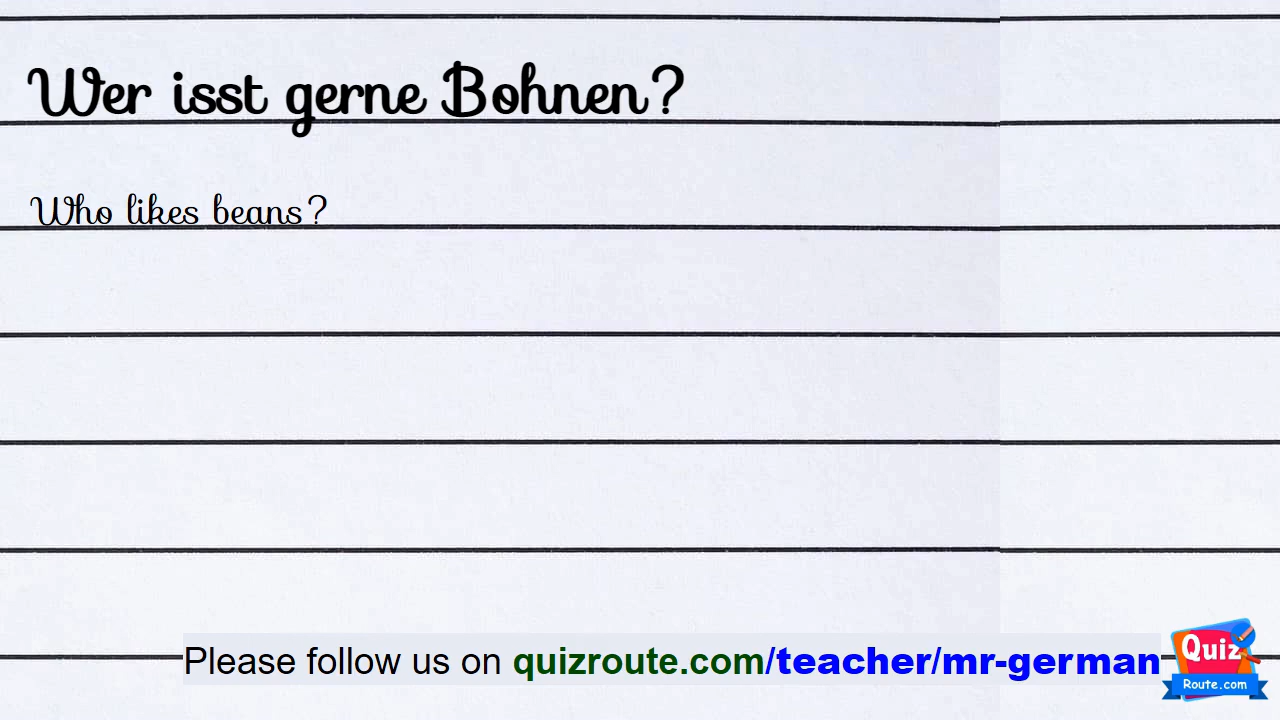 Wer isst gerne Bohnen?
Who likes beans?
Please follow us on quizroute.com/teacher/mr-german
Quiz
Route.com